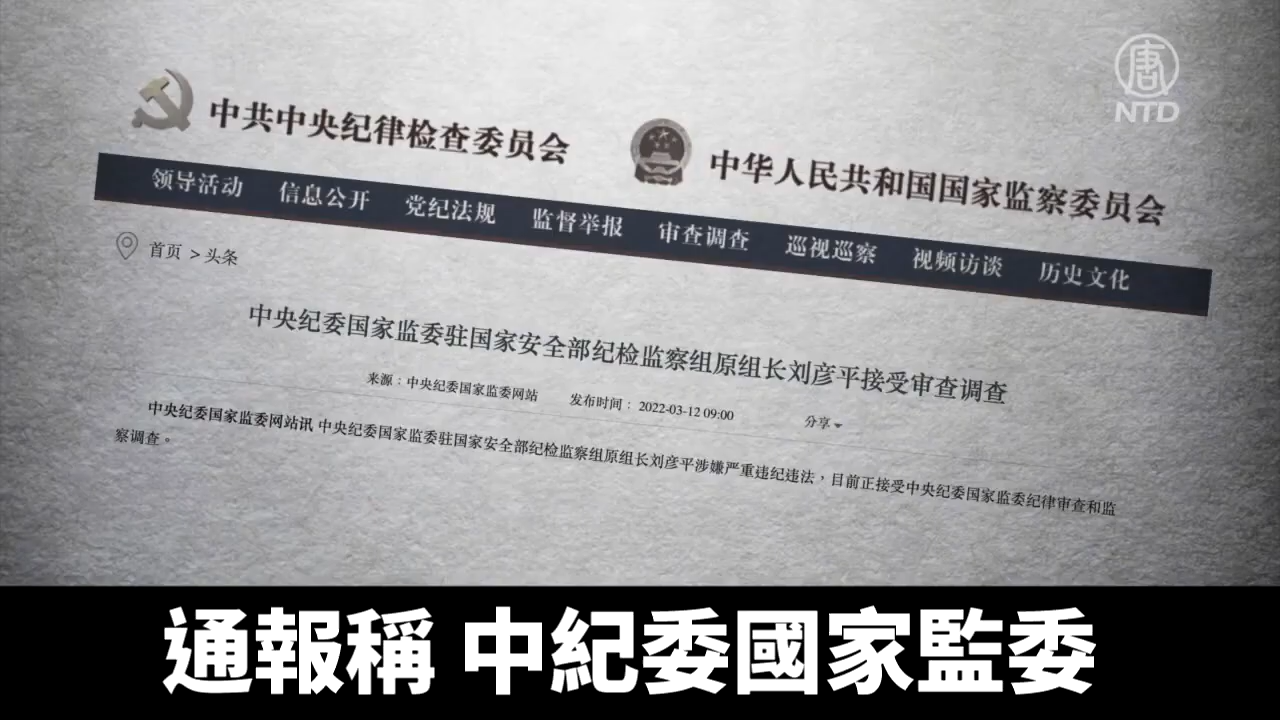 唐
NTD
中共中央纪律检查委员会 中华人民共和国国家监察委员会
领导活动 信息公开 党纪法规 监督举报 审查调查 巡视巡察 视频访谈 历史文化
首页 > 头条
中央纪委国家监委驻国家安全部纪检监察组原组长刘彦平接受审查调查
来源：中央纪委国家监委网站 发布时间：2022-03-12 09:00 分享
中央纪委国家监委网站讯 中央纪委国家监委驻国家安全部纪检监察组原组长刘彦平涉嫌严重违纪违法，目前正接受中央纪委国家监委纪律审查和监
察调查。
通報稱 中紀委國家監委